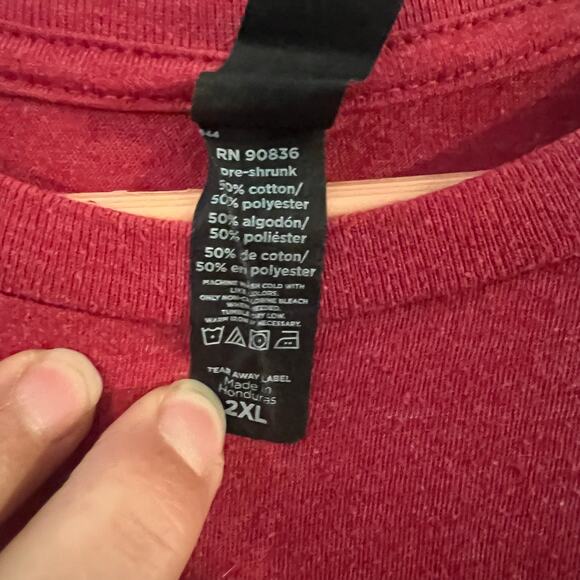 RN 90836
pre-shrunk
50% cotton/
50% polyester
50% algodón/
50% poliéster
50% de coton/
50% en polyester
MACHINE WASH COLD WITH
LIKE COLORS.
ONLY NON-CHLORINE BLEACH
WHEN NEEDED.
TUMBLE DRY LOW.
WARM IRON IF NECESSARY.
TEAR AWAY LABEL
Made in
Honduras
2XL